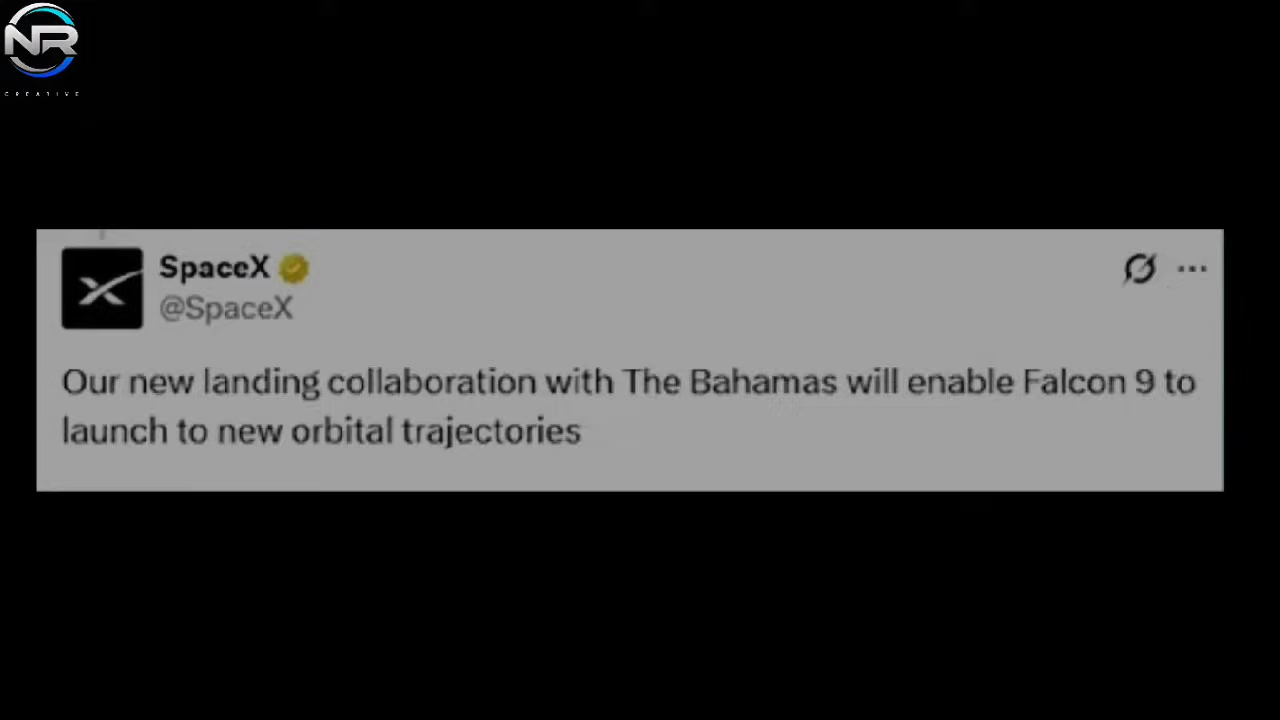 NR
CREATIVE
SpaceX
@SpaceX
Our new landing collaboration with The Bahamas will enable Falcon 9 to
launch to new orbital trajectories